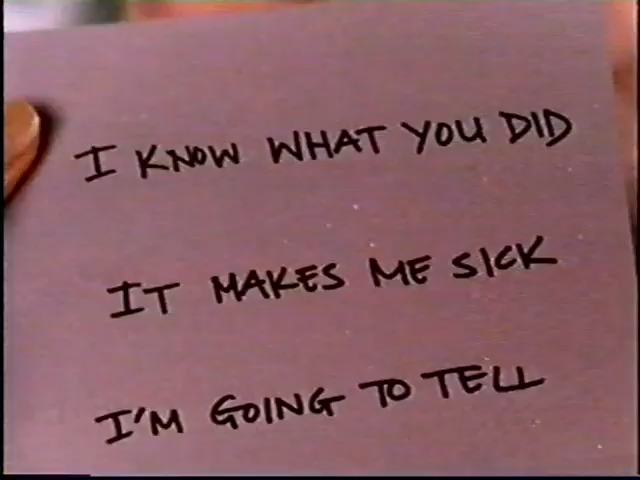 I KNOW WHAT YOU DID
IT MAKES ME SICK
I'M GOING TO TELL